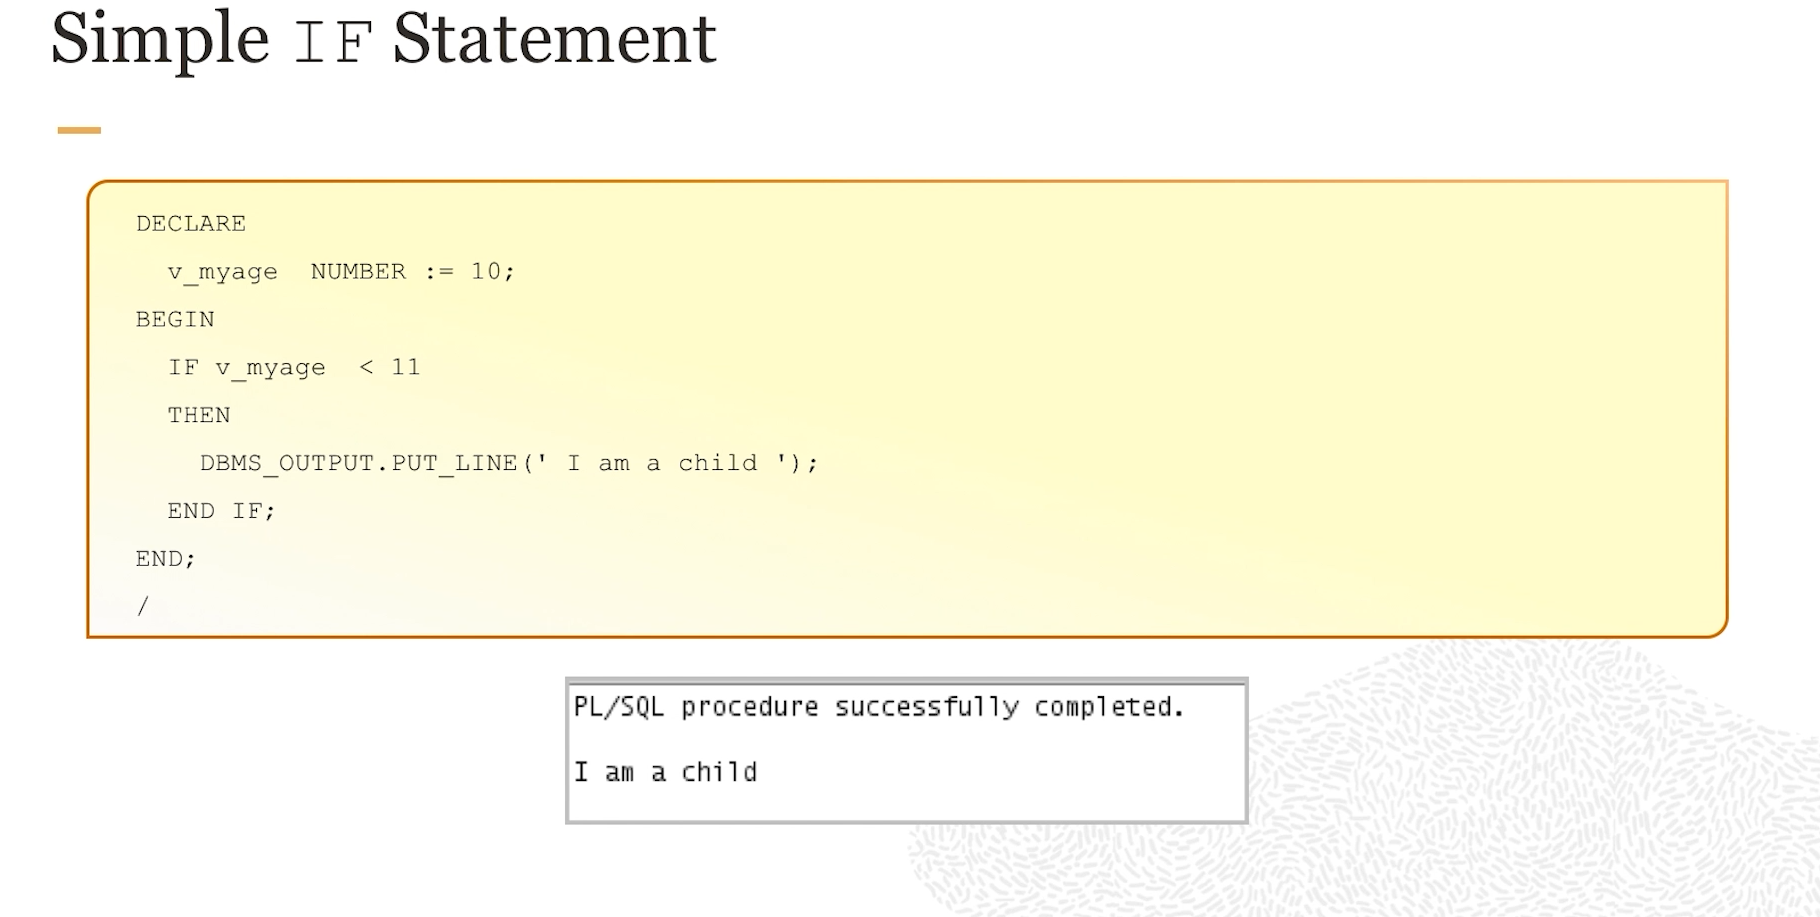 Simple IF Statement
DECLARE
v_myage NUMBER := 10;
BEGIN
IF v_myage < 11
THEN
DBMS_OUTPUT.PUT_LINE(' I am a child ');
END IF;
END;
/
PL/SQL procedure successfully completed.
I am a child